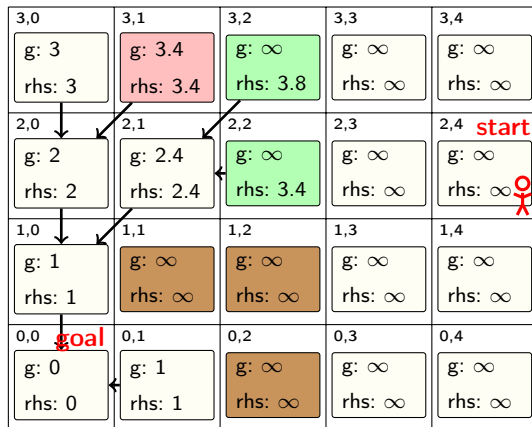 3,0 3,1 3,2 3,3 3,4
g: 3 g: 3.4 g: ∞ g: ∞ g: ∞
rhs: 3 rhs: 3.4 rhs: 3.8 rhs: ∞ rhs: ∞
2,0 2,1 2,2 2,3 2,4 start
g: 2 g: 2.4 g: ∞ g: ∞ g: ∞
rhs: 2 rhs: 2.4 rhs: 3.4 rhs: ∞ rhs: ∞
1,0 1,1 1,2 1,3 1,4
g: 1 g: ∞ g: ∞ g: ∞ g: ∞
rhs: 1 rhs: ∞ rhs: ∞ rhs: ∞ rhs: ∞
0,0 goal 0,1 0,2 0,3 0,4
g: 0 g: 1 g: ∞ g: ∞ g: ∞
rhs: 0 rhs: 1 rhs: ∞ rhs: ∞ rhs: ∞